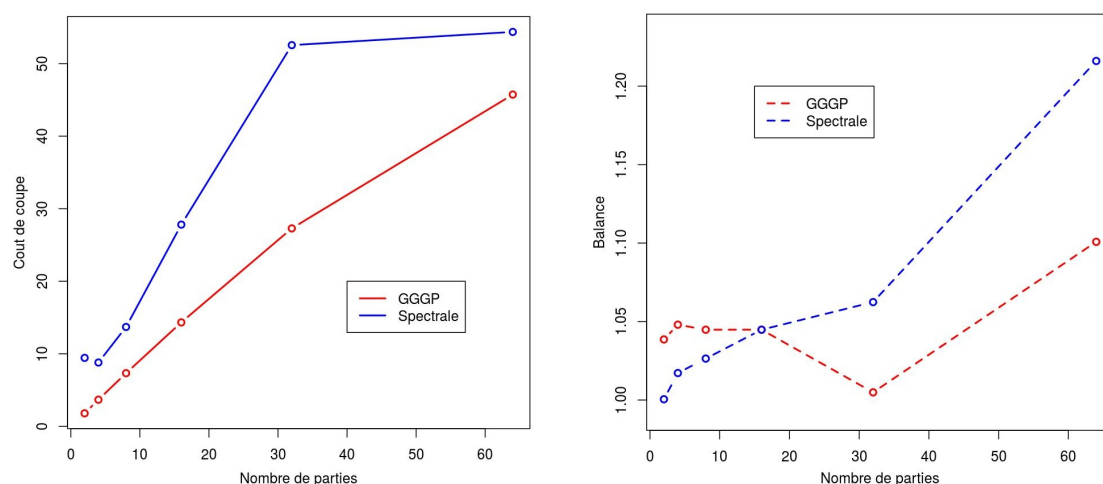 Cout de coupe
50
40
30
20
10
0
GGGP
Spectrale
0 10 20 30 40 50 60
Nombre de parties
Balance
1.20
1.15
1.10
1.05
1.00
GGGP
Spectrale
0 10 20 30 40 50 60
Nombre de parties